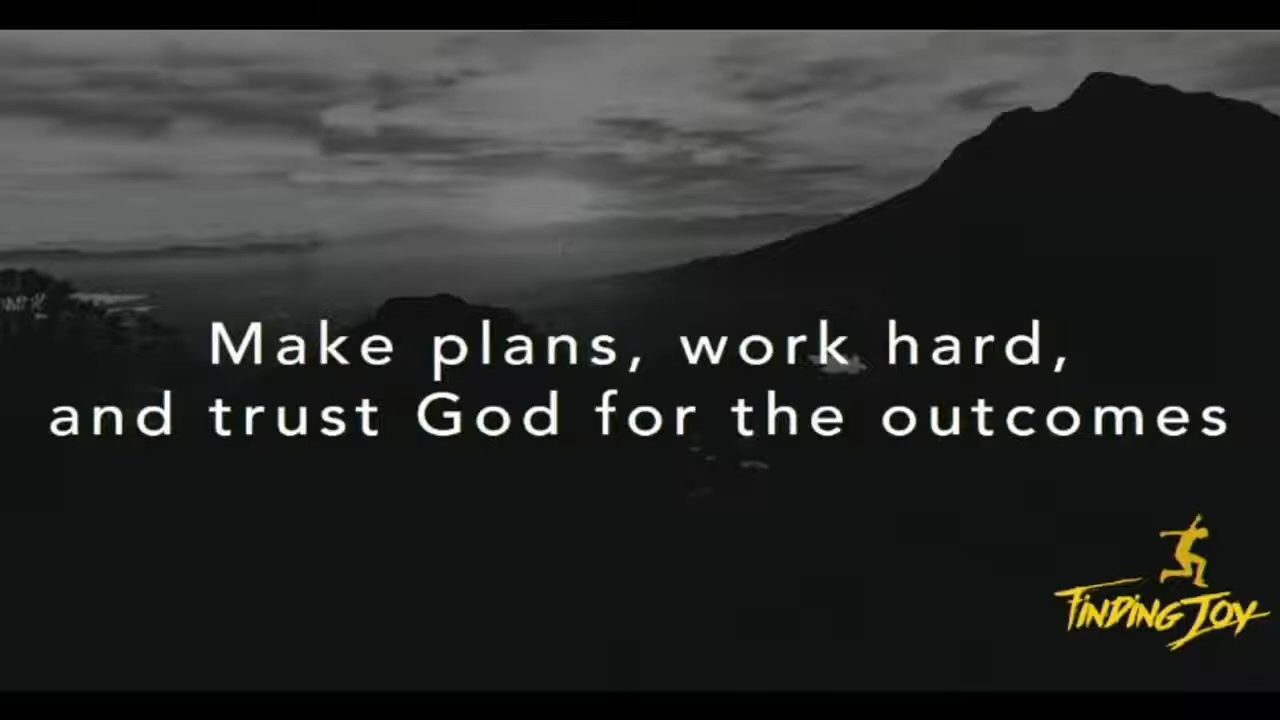 Make plans, work hard,
and trust God for the outcomes
FINDING JOY